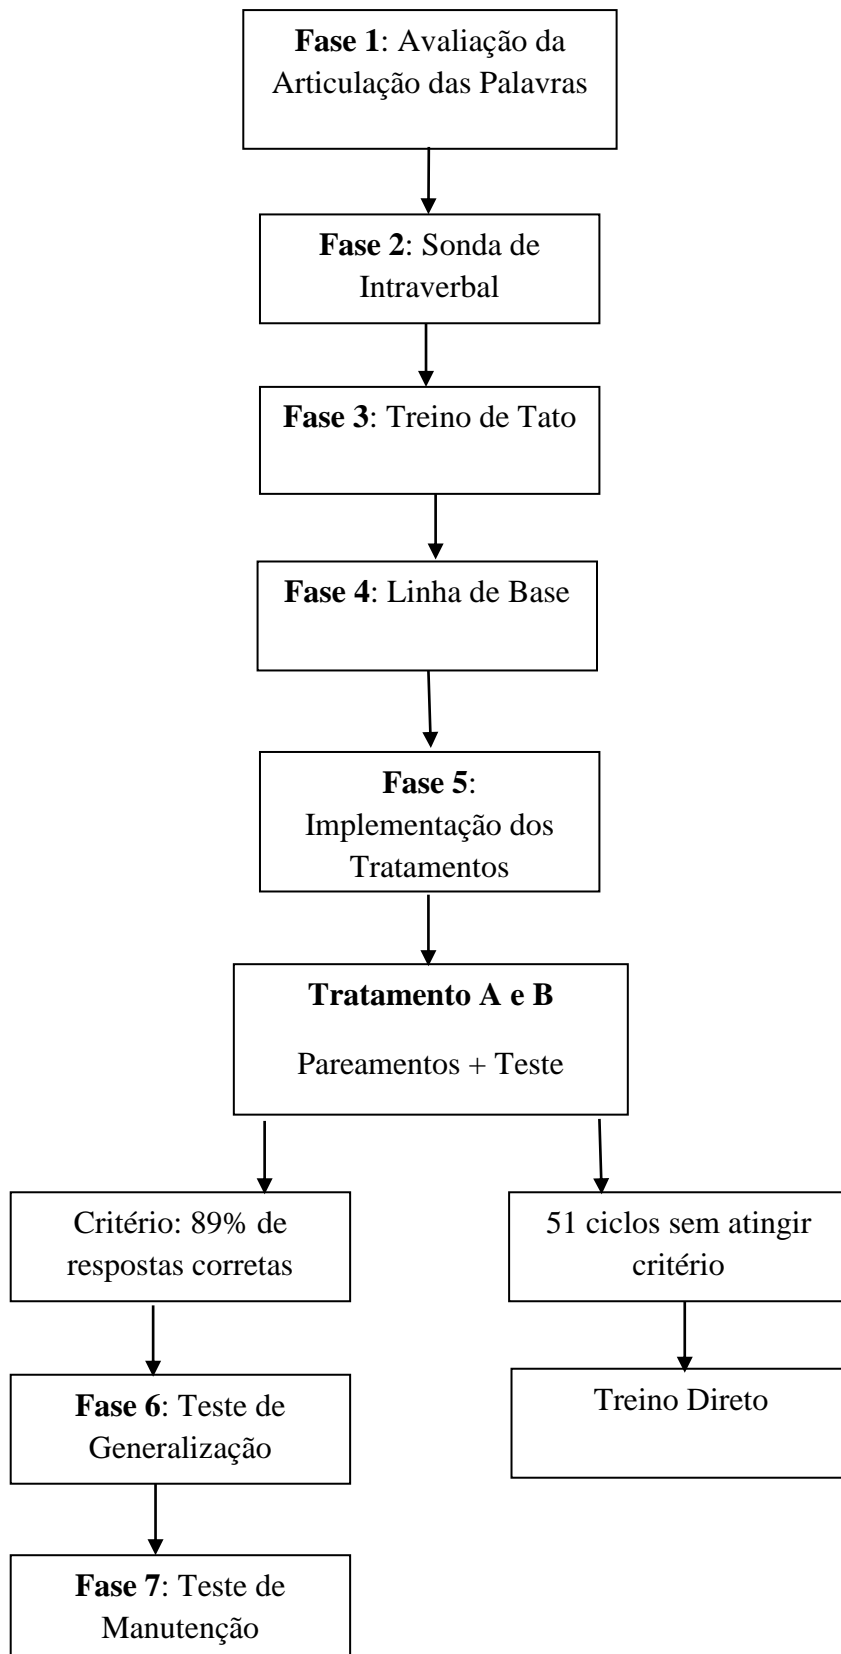 Fase 1: Avaliação da
Articulação das Palavras
Fase 2: Sonda de
Intraverbal
Fase 3: Treino de Tato
Fase 4: Linha de Base
Fase 5:
Implementação dos
Tratamentos
Tratamento A e B
Pareamentos + Teste
Critério: 89% de
respostas corretas
51 ciclos sem atingir
critério
Fase 6: Teste de
Generalização
Treino Direto
Fase 7: Teste de
Manutenção